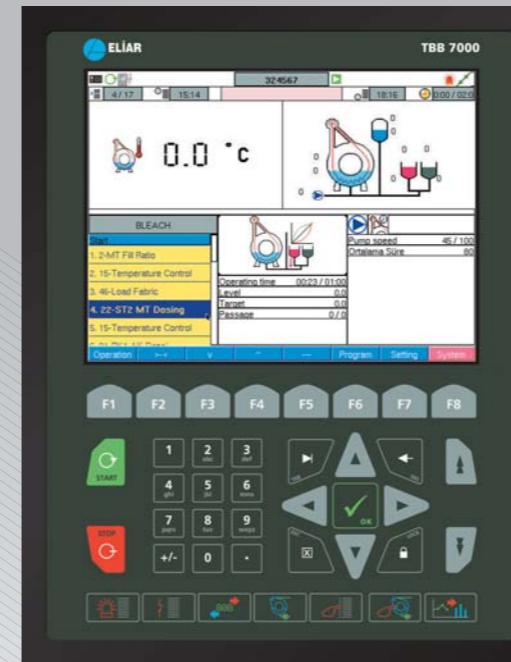 ELİAR TBB 7000
324567
4 / 17 15:14 18:16 0:00 / 02:0
0.0 °C
BLEACH
Start
1. 2-MT Fill Ratio
2. 15-Temperature Control
3. 46-Load Fabric
4. 22-ST2 MT Dosing
5. 15-Temperature Control
Operating time 00:23 / 01:00
Level 0.0
Target 0.0
Passage 0 / 0
Pump speed 45 / 100
Ortalama Süre 80
Operation >-< v ^ --- Program Setting System
F1 F2 F3 F4 F5 F6 F7 F8
START
1 2 abc 3 def
4 ghi 5 jkl 6 mno
7 pqrs 8 tuv 9 wxyz
+/- 0 .
OK
STOP